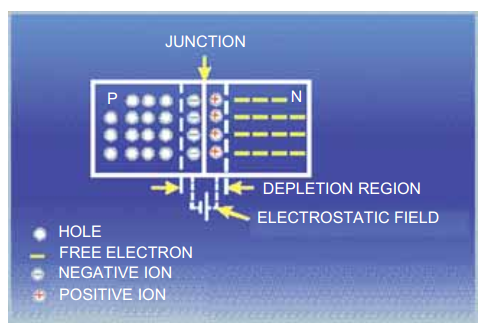 JUNCTION
P N
DEPLETION REGION
ELECTROSTATIC FIELD
HOLE
FREE ELECTRON
NEGATIVE ION
POSITIVE ION